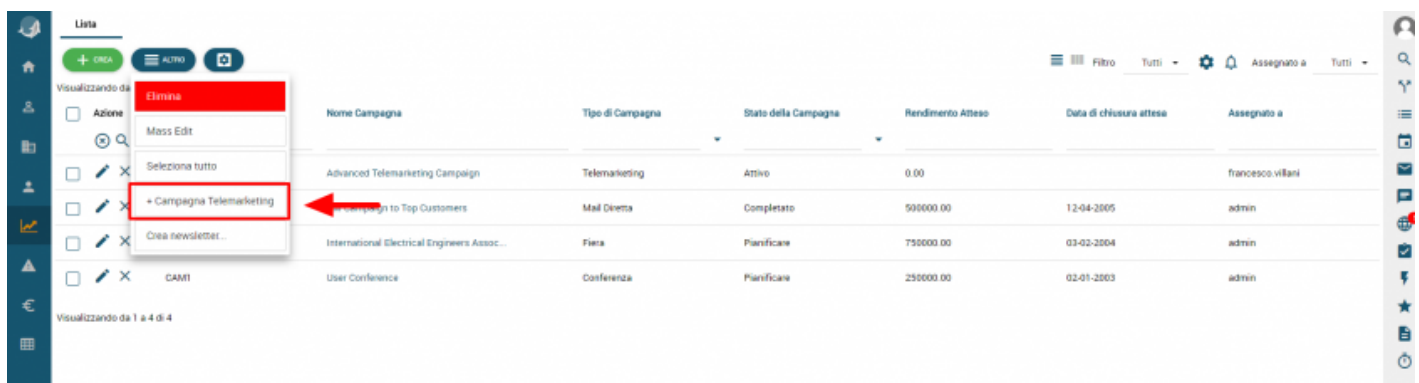 Lista
+ CREA ALTRO Filtro Tutti Assegnato a Tutti
Visualizzando da
Elimina
Mass Edit
Seleziona tutto
+ Campagna Telemarketing
Crea newsletter...
Azione Nome Campagna Tipo di Campagna Stato della Campagna Rendimento Atteso Data di chiusura attesa Assegnato a
Advanced Telemarketing Campaign Telemarketing Attivo 0.00 francesco.villani
Campaign to Top Customers Mail Diretta Completato 500000.00 12-04-2005 admin
International Electrical Engineers Assoc... Fiera Pianificare 750000.00 03-02-2004 admin
CAM1 User Conference Conferenza Pianificare 250000.00 02-01-2003 admin
Visualizzando da 1 a 4 di 4